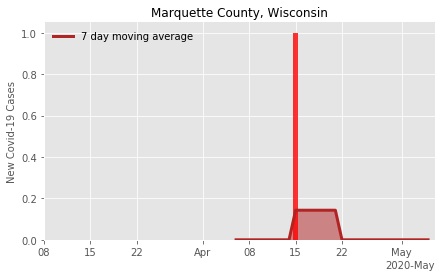 Marquette County, Wisconsin
7 day moving average
New Covid-19 Cases
1.0
0.8
0.6
0.4
0.2
0.0
08 15 22 Apr 08 15 22 May
2020-May